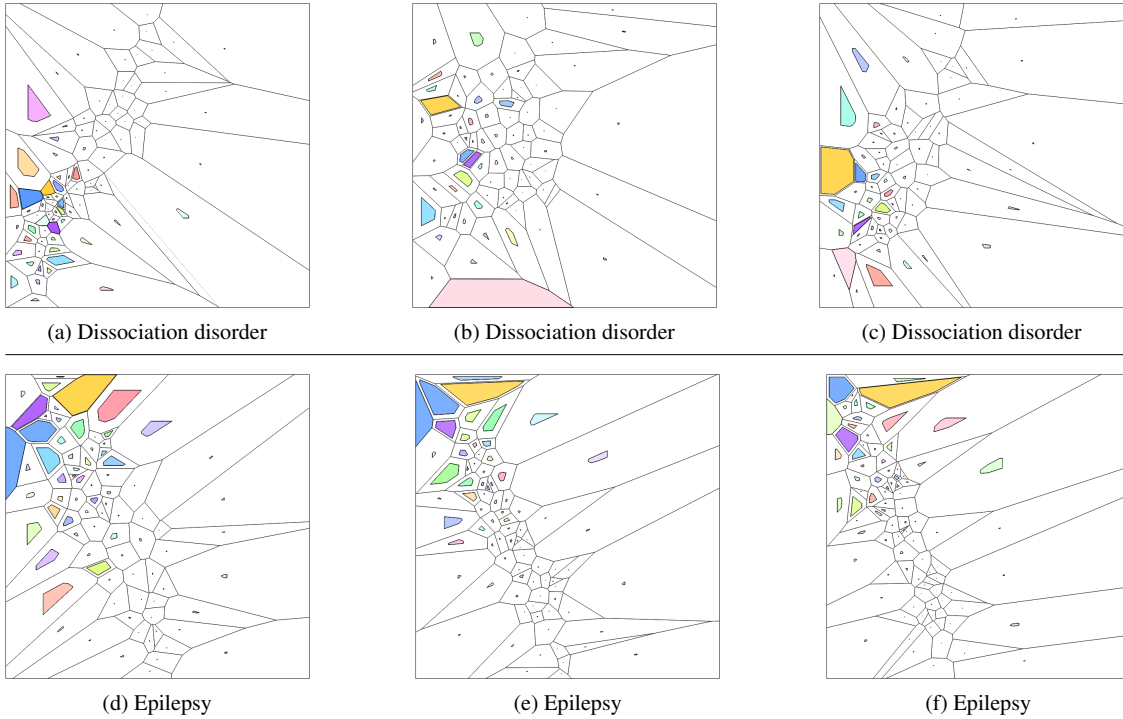 (a) Dissociation disorder
(b) Dissociation disorder
(c) Dissociation disorder
(d) Epilepsy
(e) Epilepsy
(f) Epilepsy